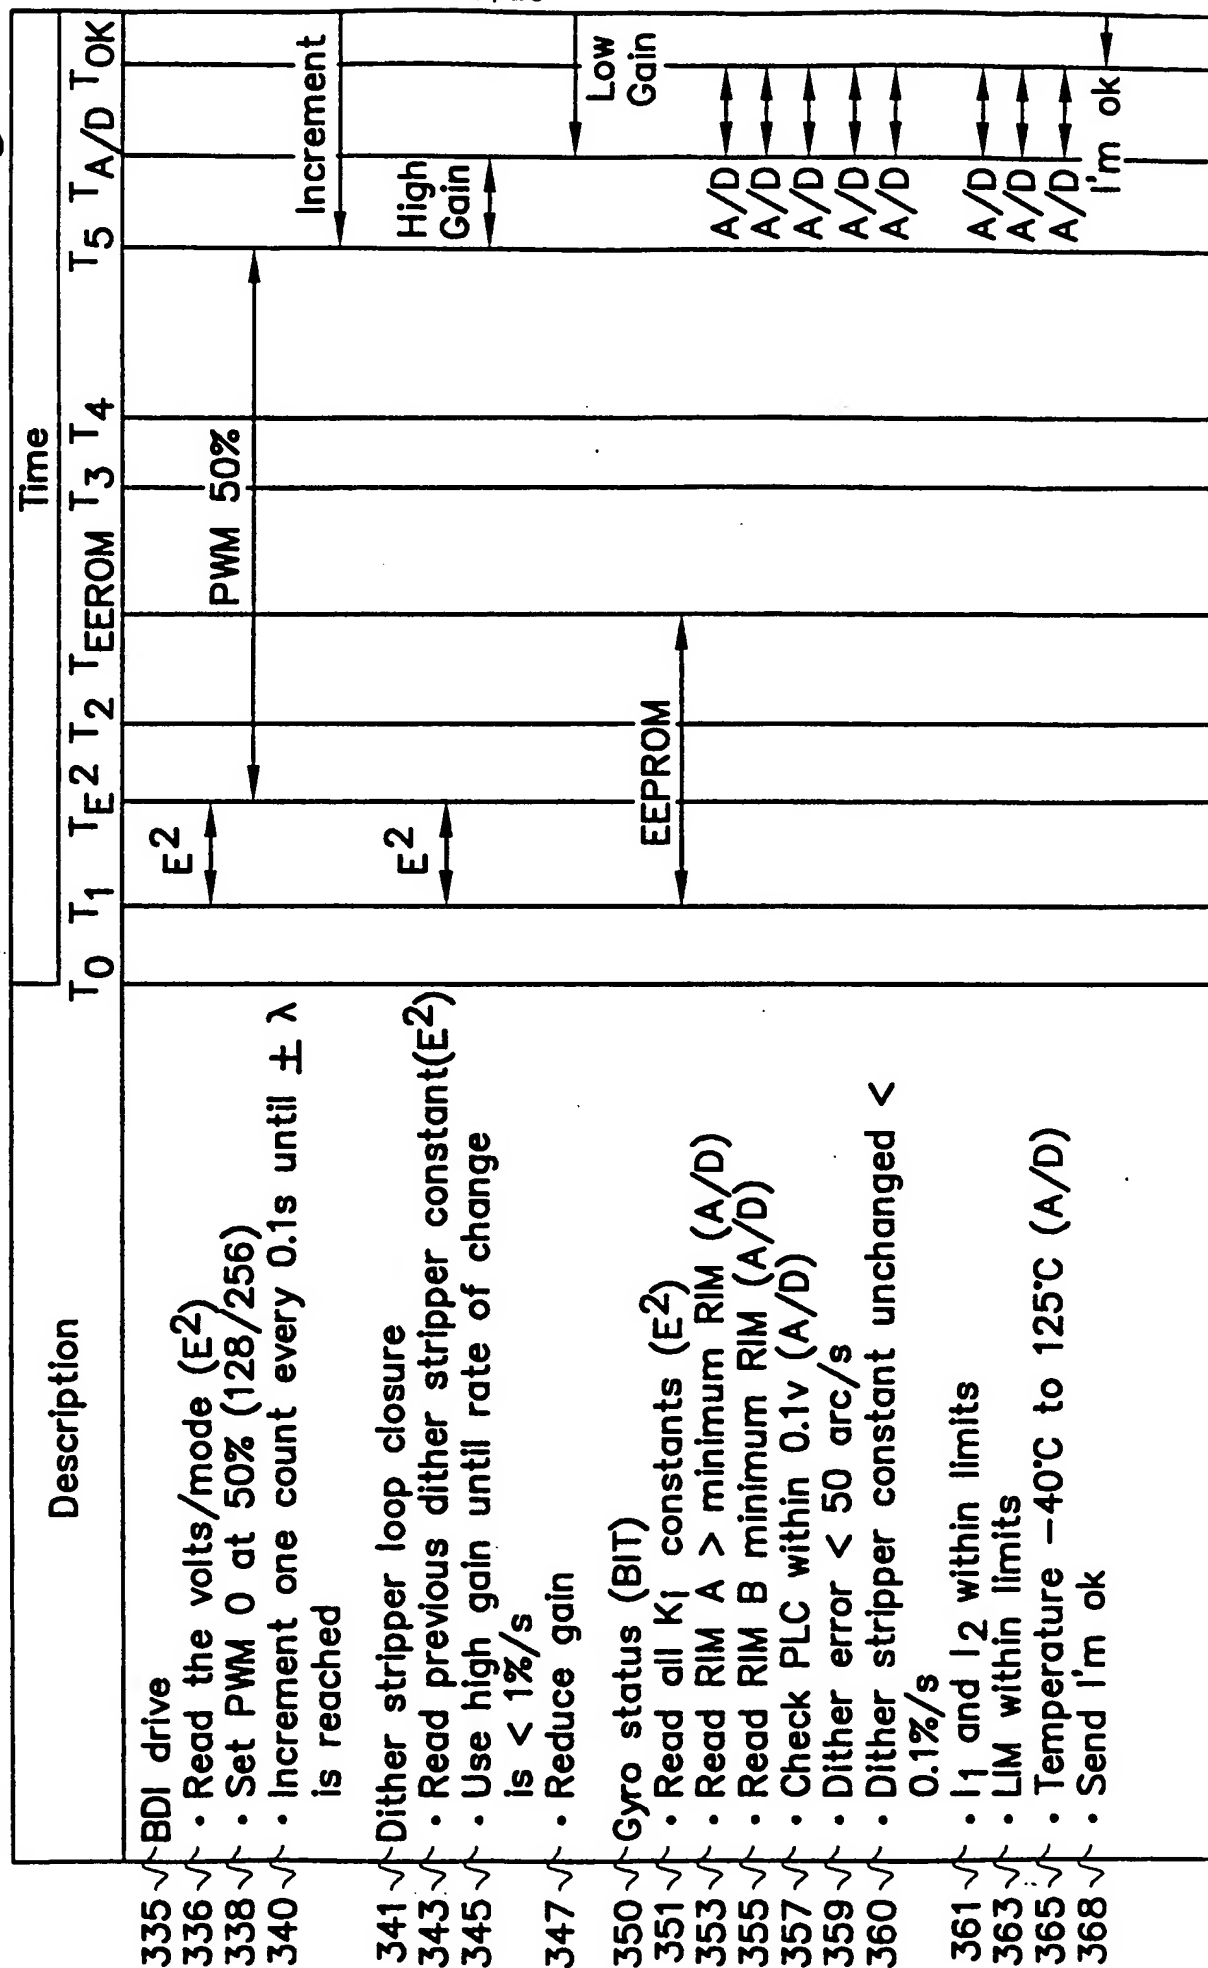 Description
Time
T0 T1 TE2 T2 TEEROM T3 T4 T5 TA/D TOK
335 BDI drive
336 • Read the volts/mode (E2)
E2
338 • Set PWM 0 at 50% (128/256)
PWM 50%
340 • Increment one count every 0.1s until ± λ
is reached
Increment
341 Dither stripper loop closure
343 • Read previous dither stripper constant(E2)
E2
345 • Use high gain until rate of change
is < 1%/s
High
Gain
347 • Reduce gain
Low
Gain
350 Gyro status (BIT)
351 • Read all KI constants (E2)
EEPROM
353 • Read RIM A > minimum RIM (A/D)
A/D
355 • Read RIM B minimum RIM (A/D)
A/D
357 • Check PLC within 0.1v (A/D)
A/D
359 • Dither error < 50 arc/s
A/D
360 • Dither stripper constant unchanged <
0.1%/s
A/D
361 • I1 and I2 within limits
A/D
363 • LIM within limits
A/D
365 • Temperature −40°C to 125°C (A/D)
A/D
368 • Send I'm ok
I'm ok